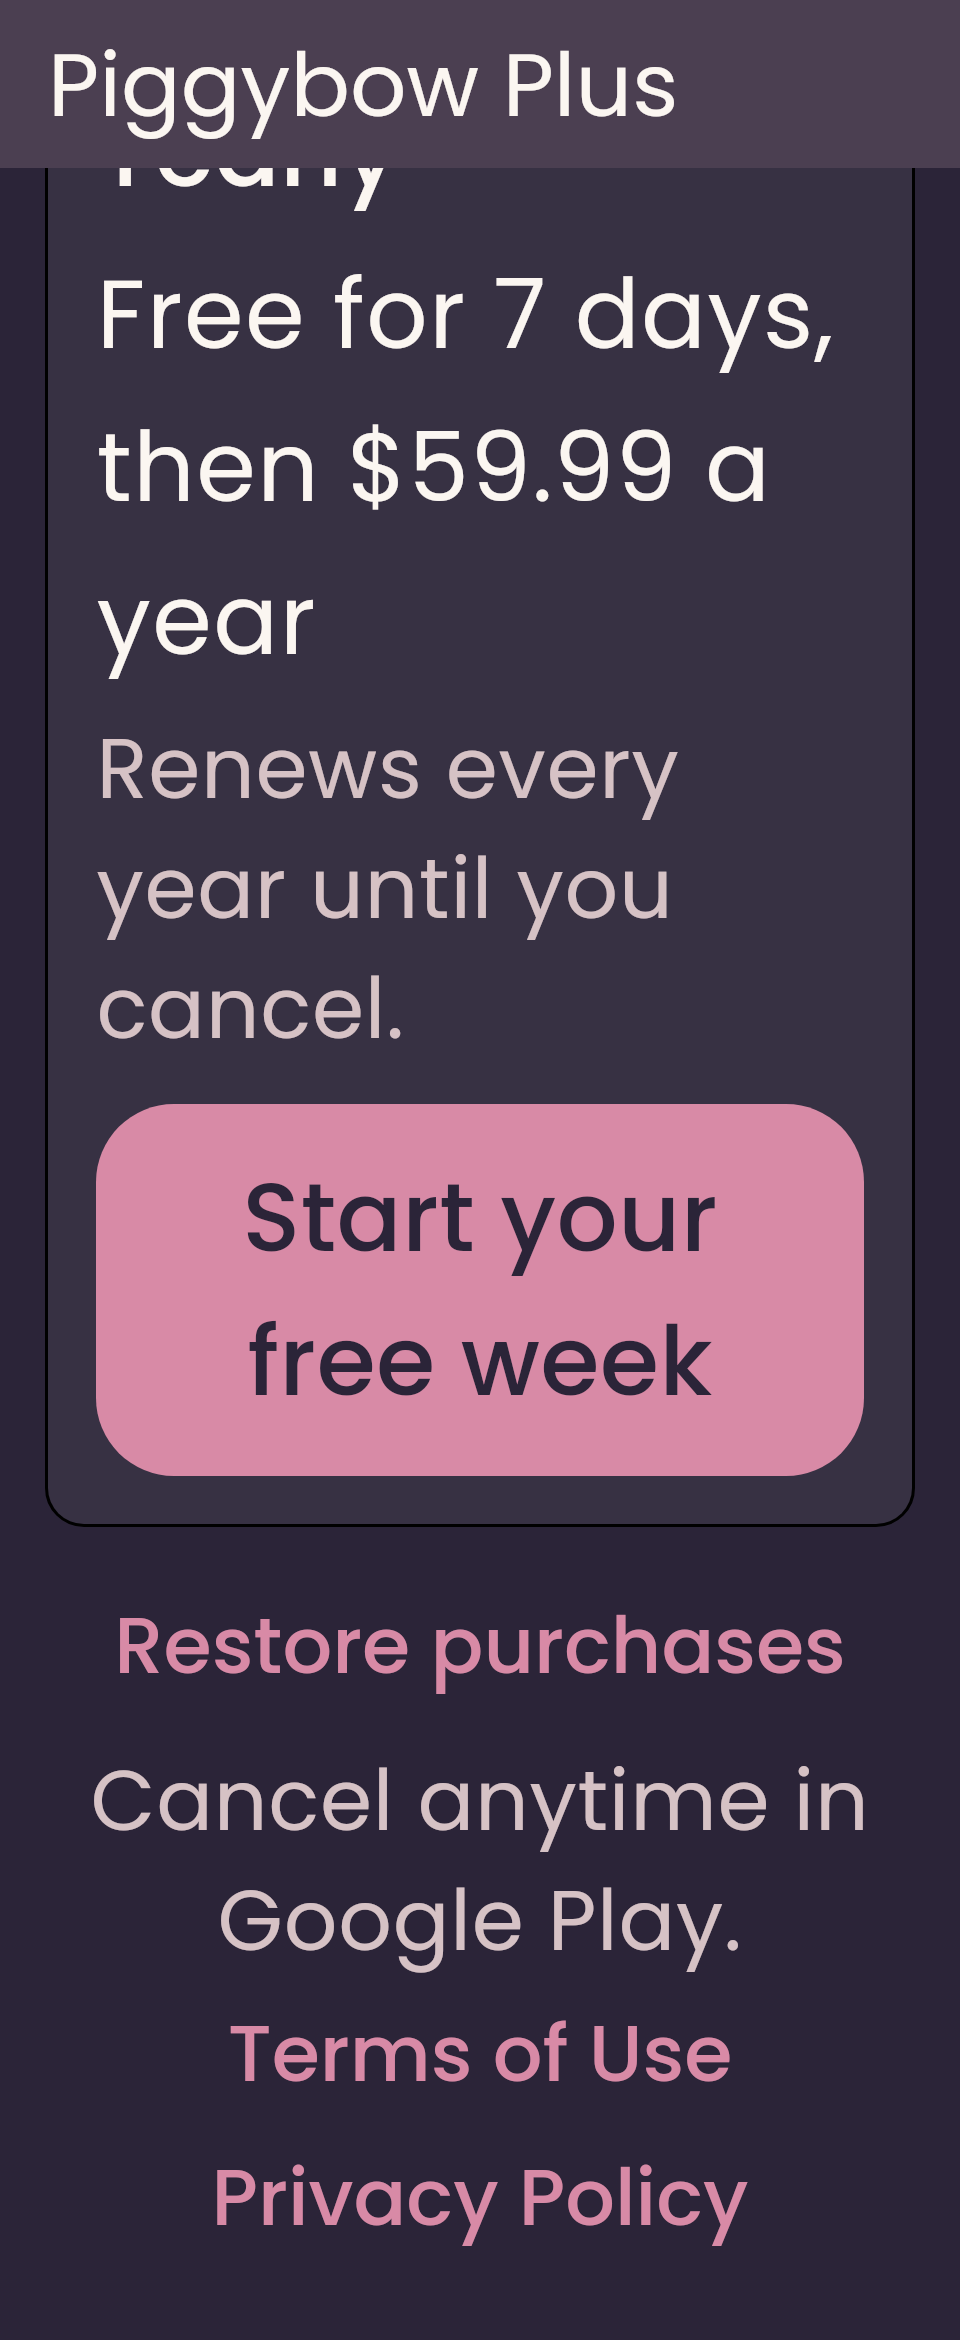 Piggybow Plus
Free for 7 days,
then $59.99 a
year
Renews every
year until you
cancel.
Start your
free week
Restore purchases
Cancel anytime in
Google Play.
Terms of Use
Privacy Policy